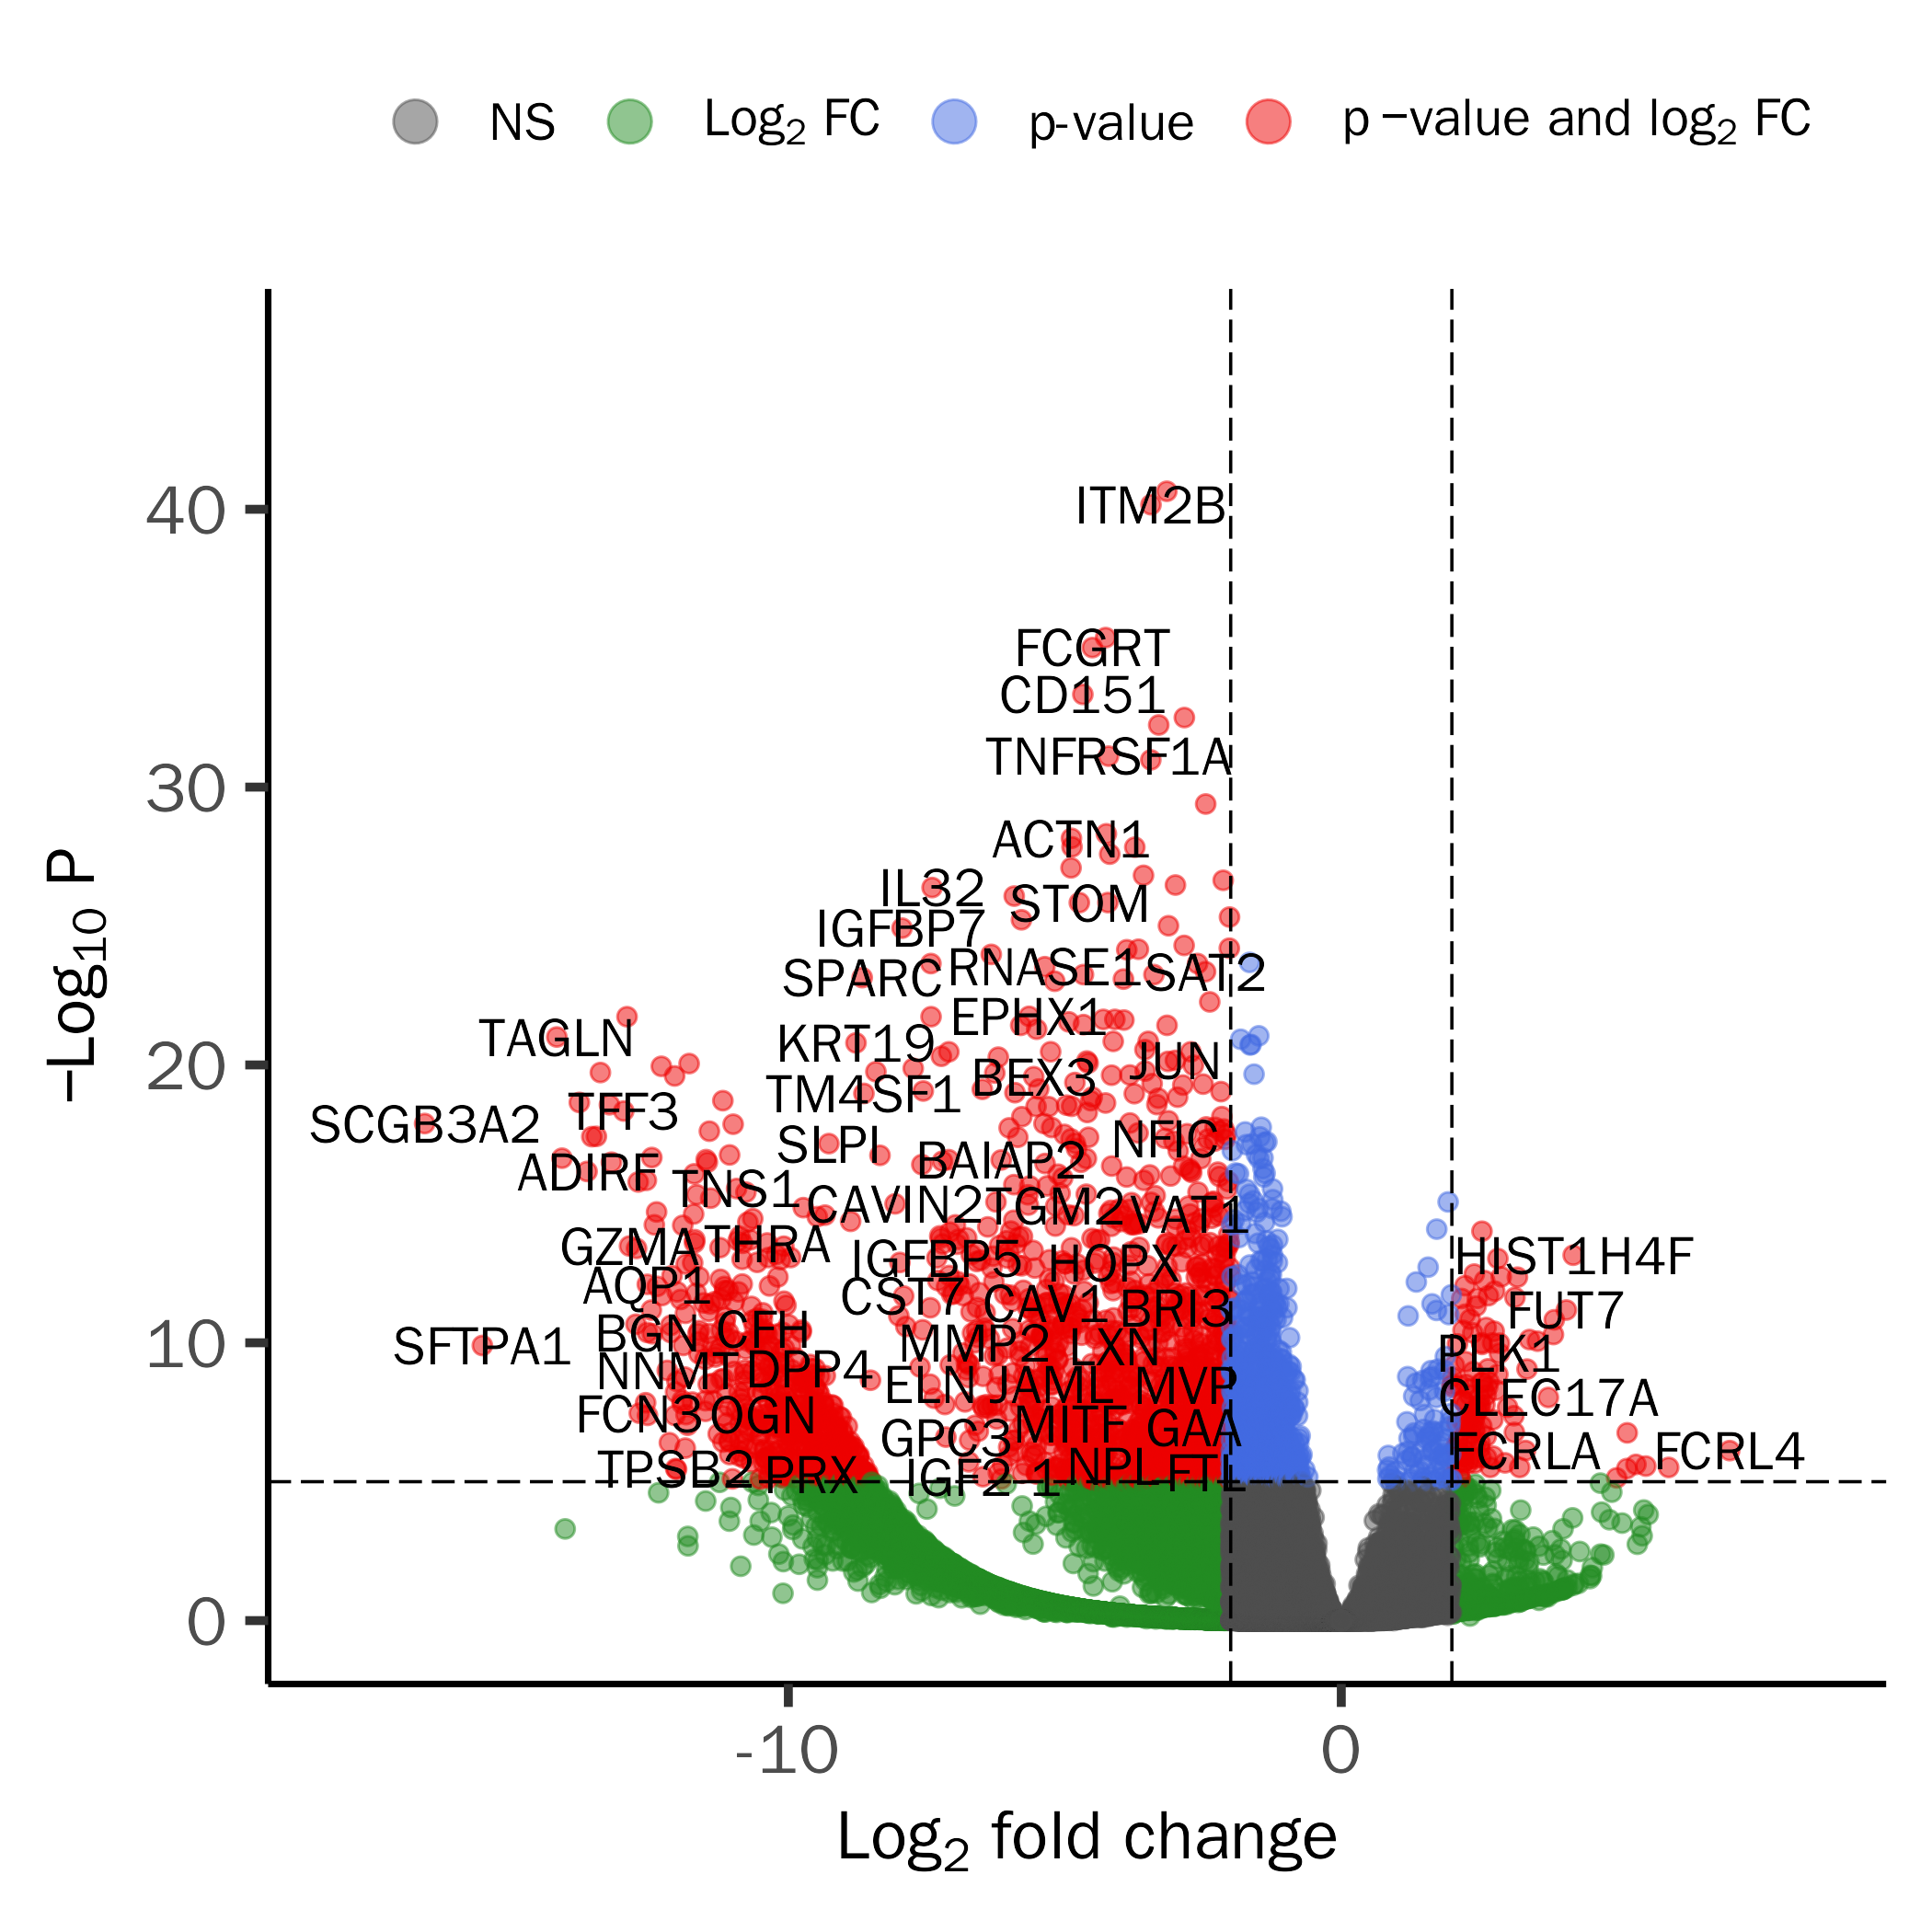 NS Log2 FC p-value p −value and log2 FC
40
30
20
10
0
−Log10 P
ITM2B
FCGRT
CD151
TNFRSF1A
ACTN1
IL32
STOM
IGFBP7
RNASE1
SAT2
SPARC
EPHX1
TAGLN
KRT19
JUN
BEX3
TM4SF1
TFF3
SCGB3A2
NFIC
SLPI
BAIAP2
ADIRF
TNS1
CAVIN2
TGM2
VAT1
GZMA
THRA
IGFBP5
HOPX
HIST1H4F
AQP1
CST7
CAV1
BRI3
FUT7
BGN
CFH
SFTPA1
MMP2
LXN
PLK1
NNMT
DPP4
ELN
JAML
MVP
CLEC17A
FCN3
OGN
MITF
GAA
GPC3
FCRLA
FCRL4
TPSB2
PRX
IGF2 1
NPL
FTL
-10 0
Log2 fold change